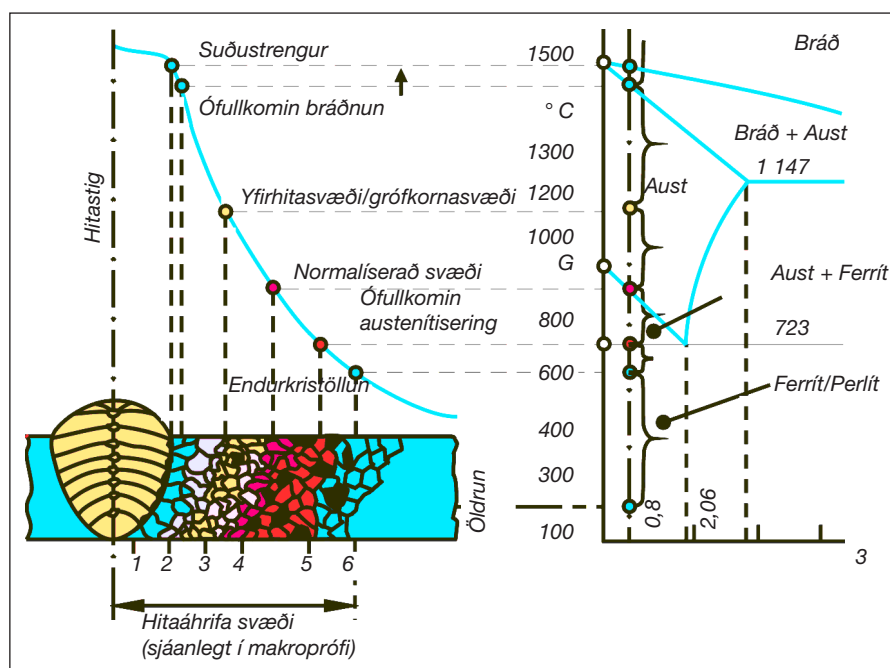 Suðustrengur
Ófullkomin bráðnun
Hitastig
Yfirhitasvæði/grófkornasvæði
Normalíserað svæði
Ófullkomin
austenítisering
Endurkristöllun
Öldrun
1 2 3 4 5 6
Hitaáhrifa svæði
(sjáanlegt í makroprófi)
1500
° C
1300
1200
1000
G
800
600
400
300
100
Bráð
Bráð + Aust
1 147
Aust
Aust + Ferrít
723
Ferrít/Perlít
0,8
2,06
3